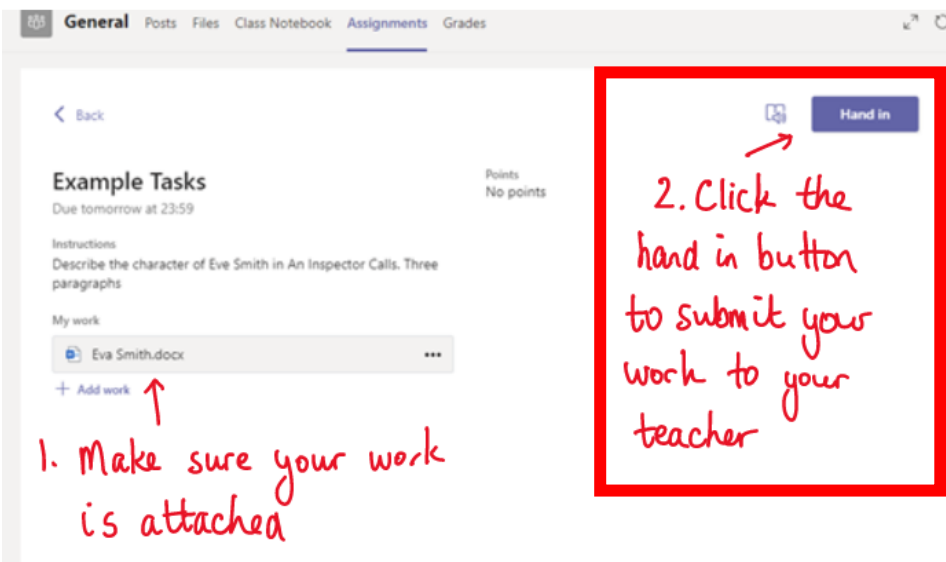 General Posts Files Class Notebook Assignments Grades
Back
Hand in
Example Tasks
Due tomorrow at 23:59
Points
No points
Instructions
Describe the character of Eve Smith in An Inspector Calls. Three
paragraphs
My work
Eva Smith.docx
Add work
1. Make sure your work
is attached
2. Click the
hand in button
to submit your
work to your
teacher